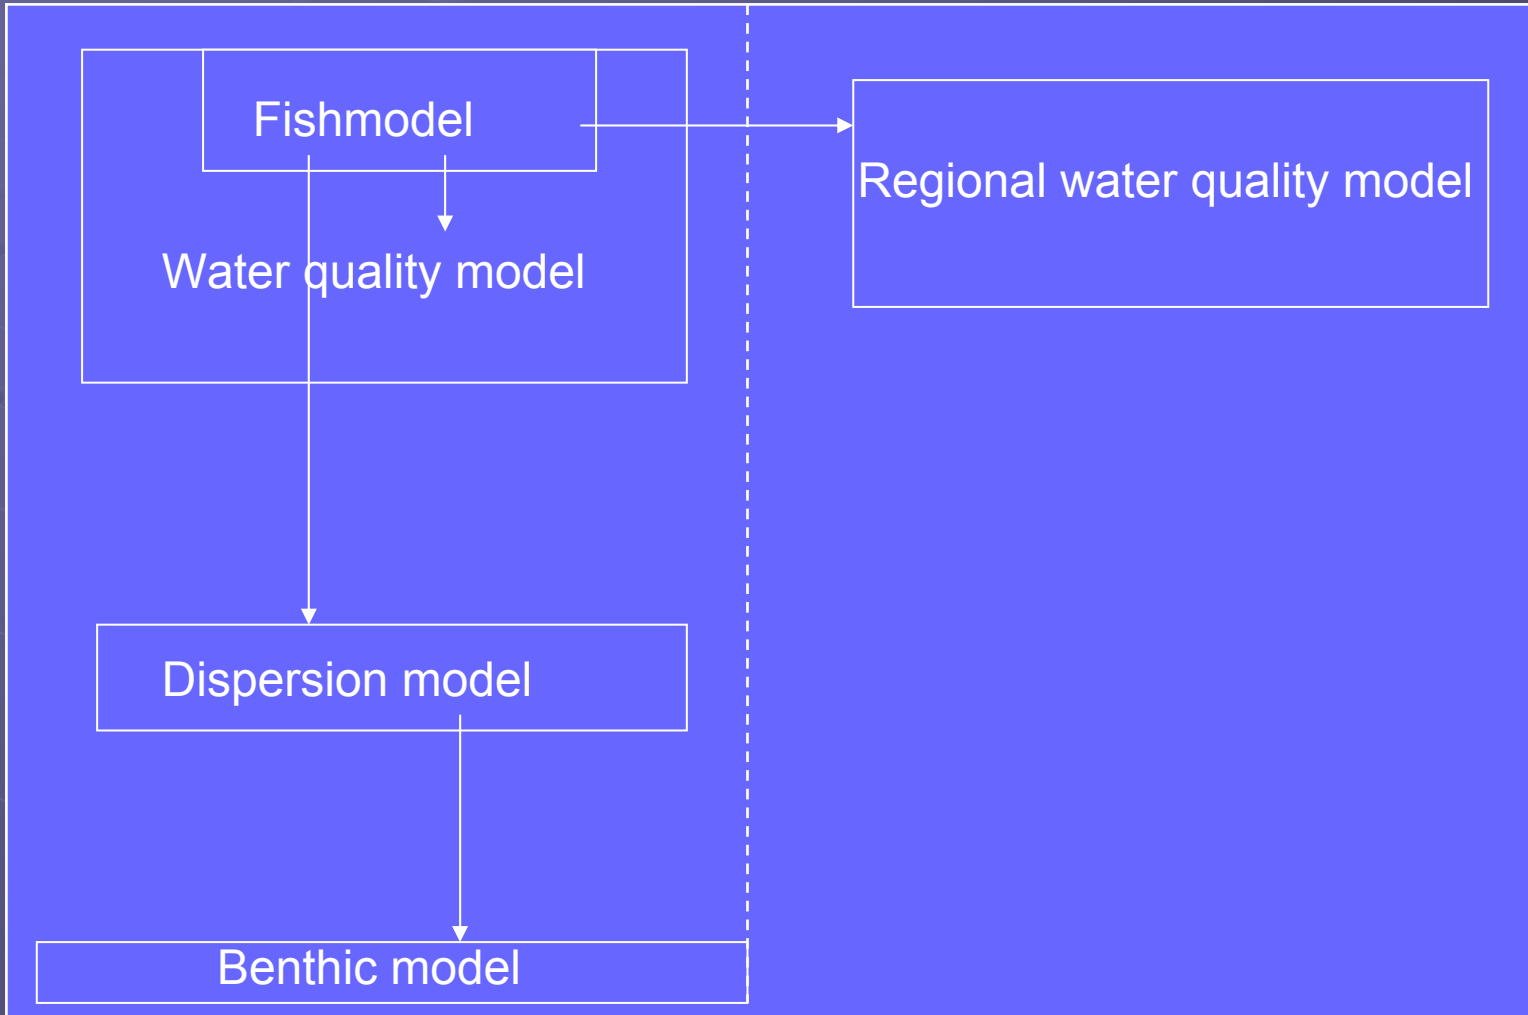 Fishmodel
Regional water quality model
Water quality model
Dispersion model
Benthic model